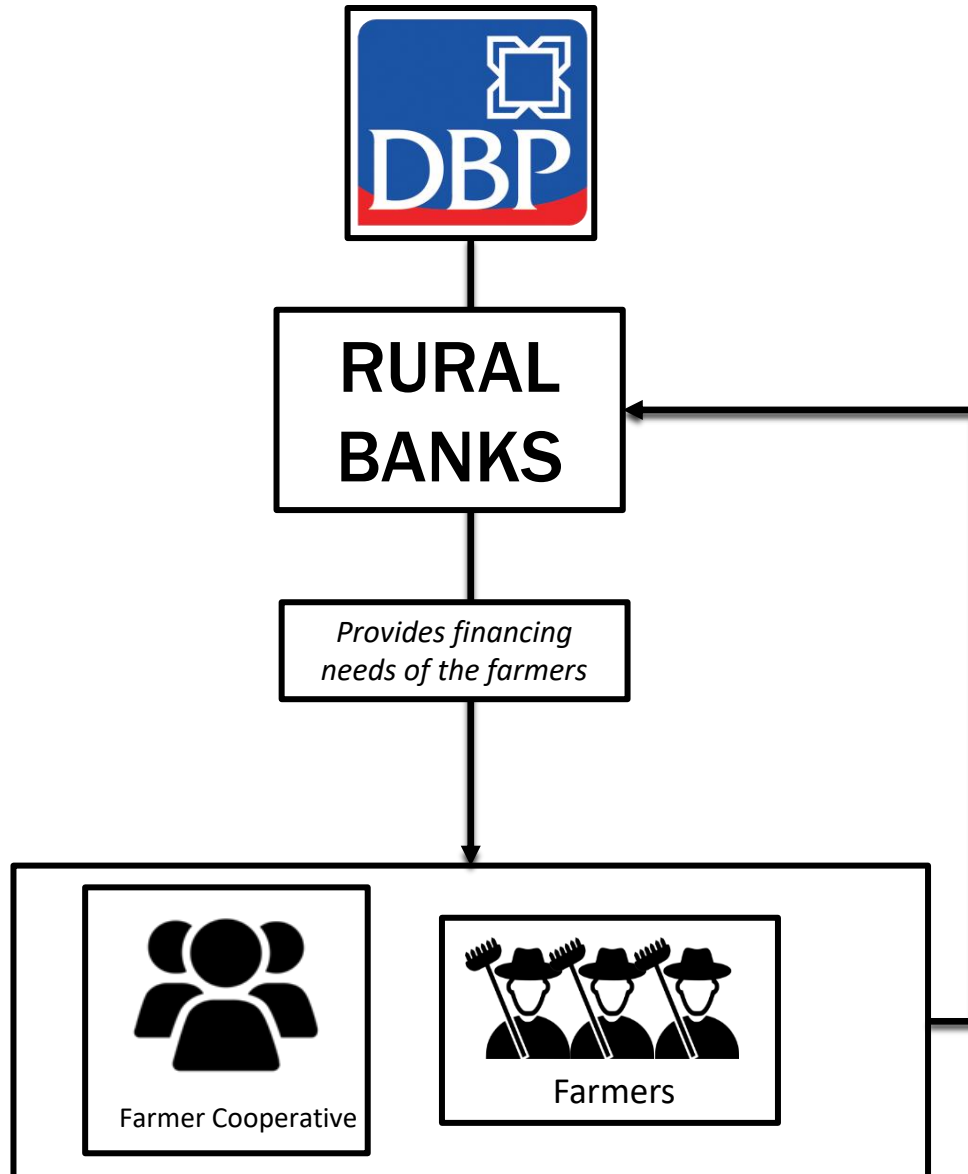 DBP
RURAL
BANKS
Provides financing
needs of the farmers
Farmer Cooperative
Farmers